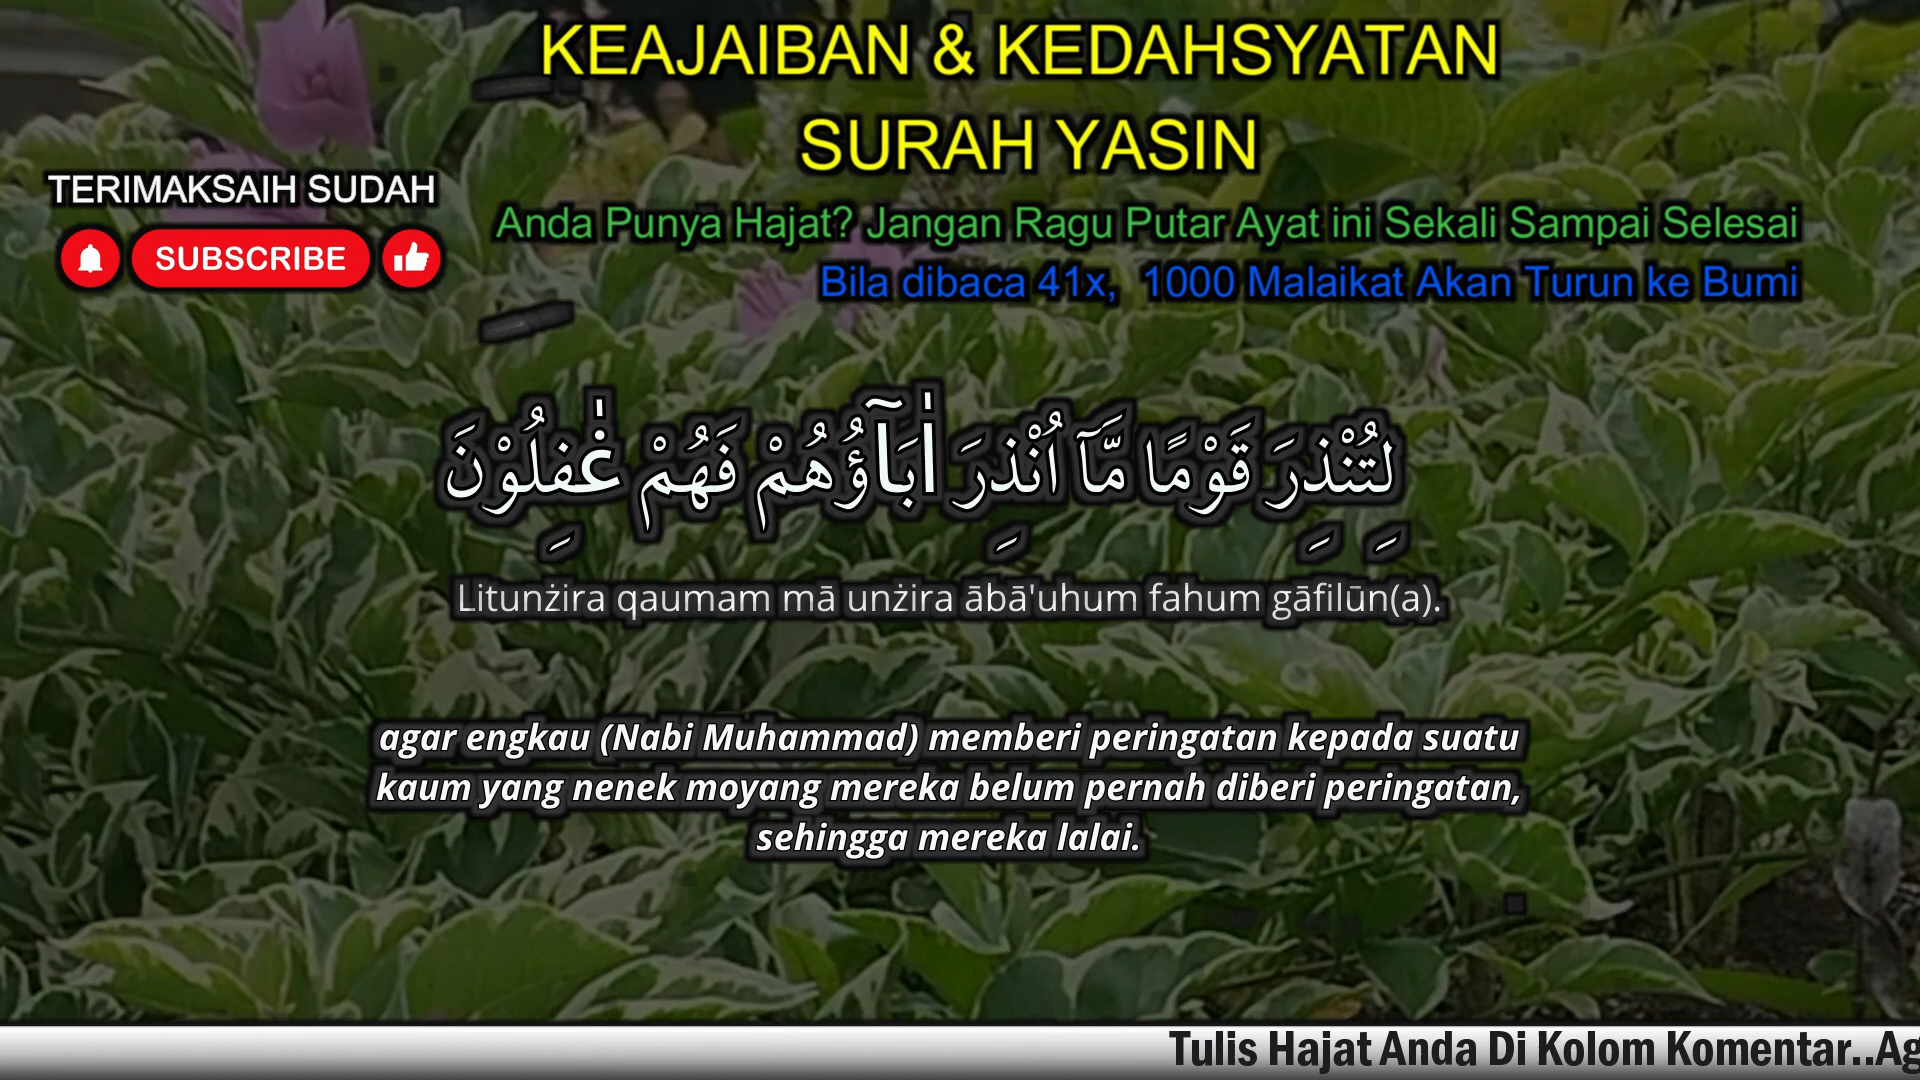 KEAJAIBAN & KEDAHSYATAN
SURAH YASIN
TERIMAKSAIH SUDAH
SUBSCRIBE
Anda Punya Hajat? Jangan Ragu Putar Ayat ini Sekali Sampai Selesai
Bila dibaca 41x, 1000 Malaikat Akan Turun ke Bumi
لِتُنْذِرَ قَوْمًا مَّآ اُنْذِرَ اٰبَاۤؤُهُمْ فَهُمْ غٰفِلُوْنَ
Litunżira qaumam mā unżira ābā'uhum fahum gāfilūn(a).
agar engkau (Nabi Muhammad) memberi peringatan kepada suatu
kaum yang nenek moyang mereka belum pernah diberi peringatan,
sehingga mereka lalai.
Tulis Hajat Anda Di Kolom Komentar..Ag